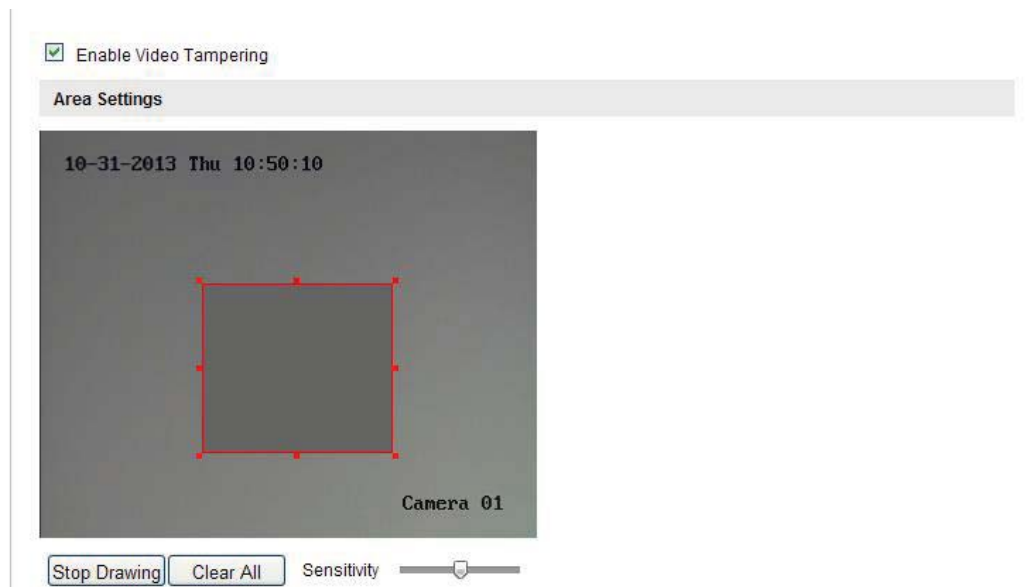 Enable Video Tampering
Area Settings
10-31-2013 Thu 10:50:10
Camera 01
Stop Drawing Clear All Sensitivity